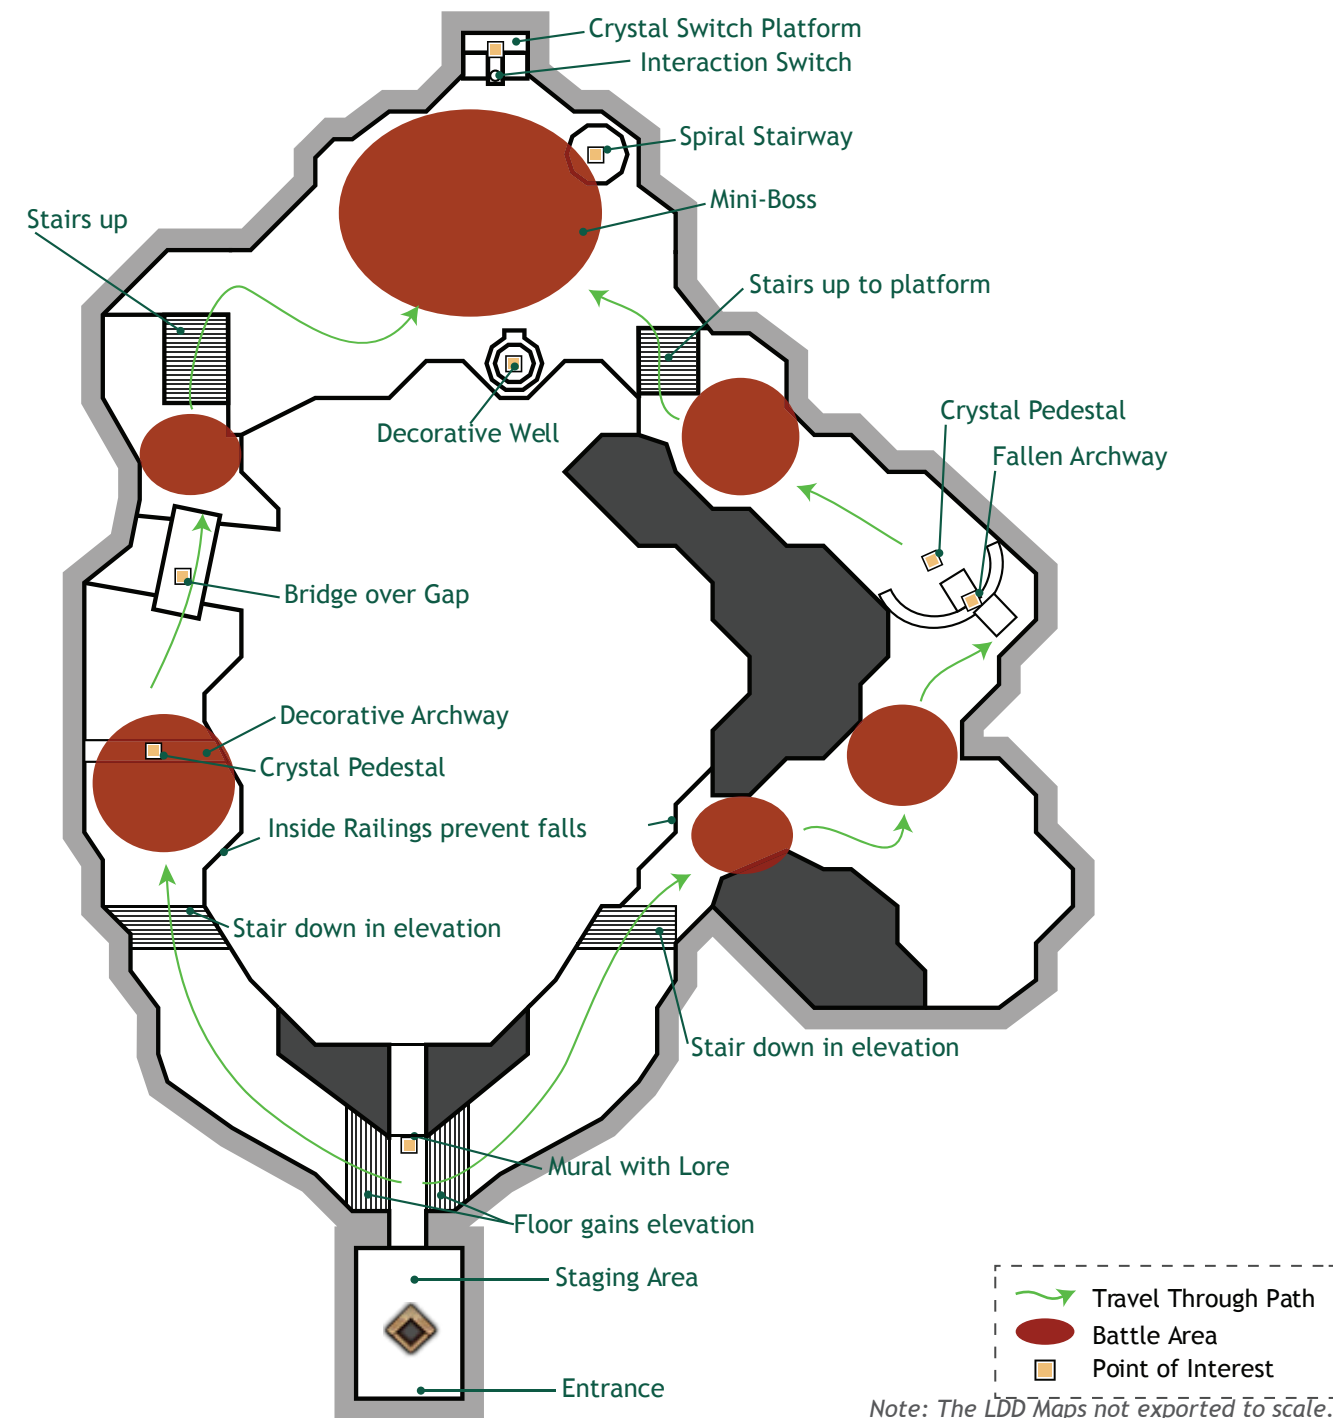 Crystal Switch Platform
Interaction Switch
Spiral Stairway
Mini-Boss
Stairs up
Stairs up to platform
Crystal Pedestal
Decorative Well
Fallen Archway
Bridge over Gap
Decorative Archway
Crystal Pedestal
Inside Railings prevent falls
Stair down in elevation
Stair down in elevation
Mural with Lore
Floor gains elevation
Staging Area
Entrance
Travel Through Path
Battle Area
Point of Interest
Note: The LDD Maps not exported to scale.